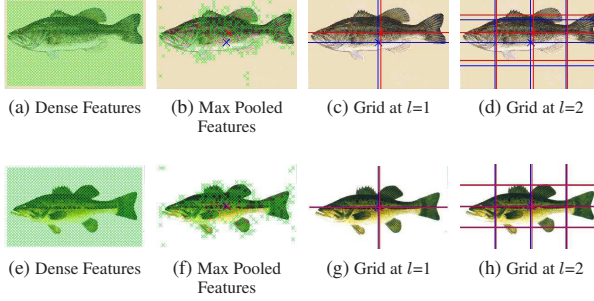 (a) Dense Features
(b) Max Pooled
Features
(c) Grid at l=1
(d) Grid at l=2
(e) Dense Features
(f) Max Pooled
Features
(g) Grid at l=1
(h) Grid at l=2